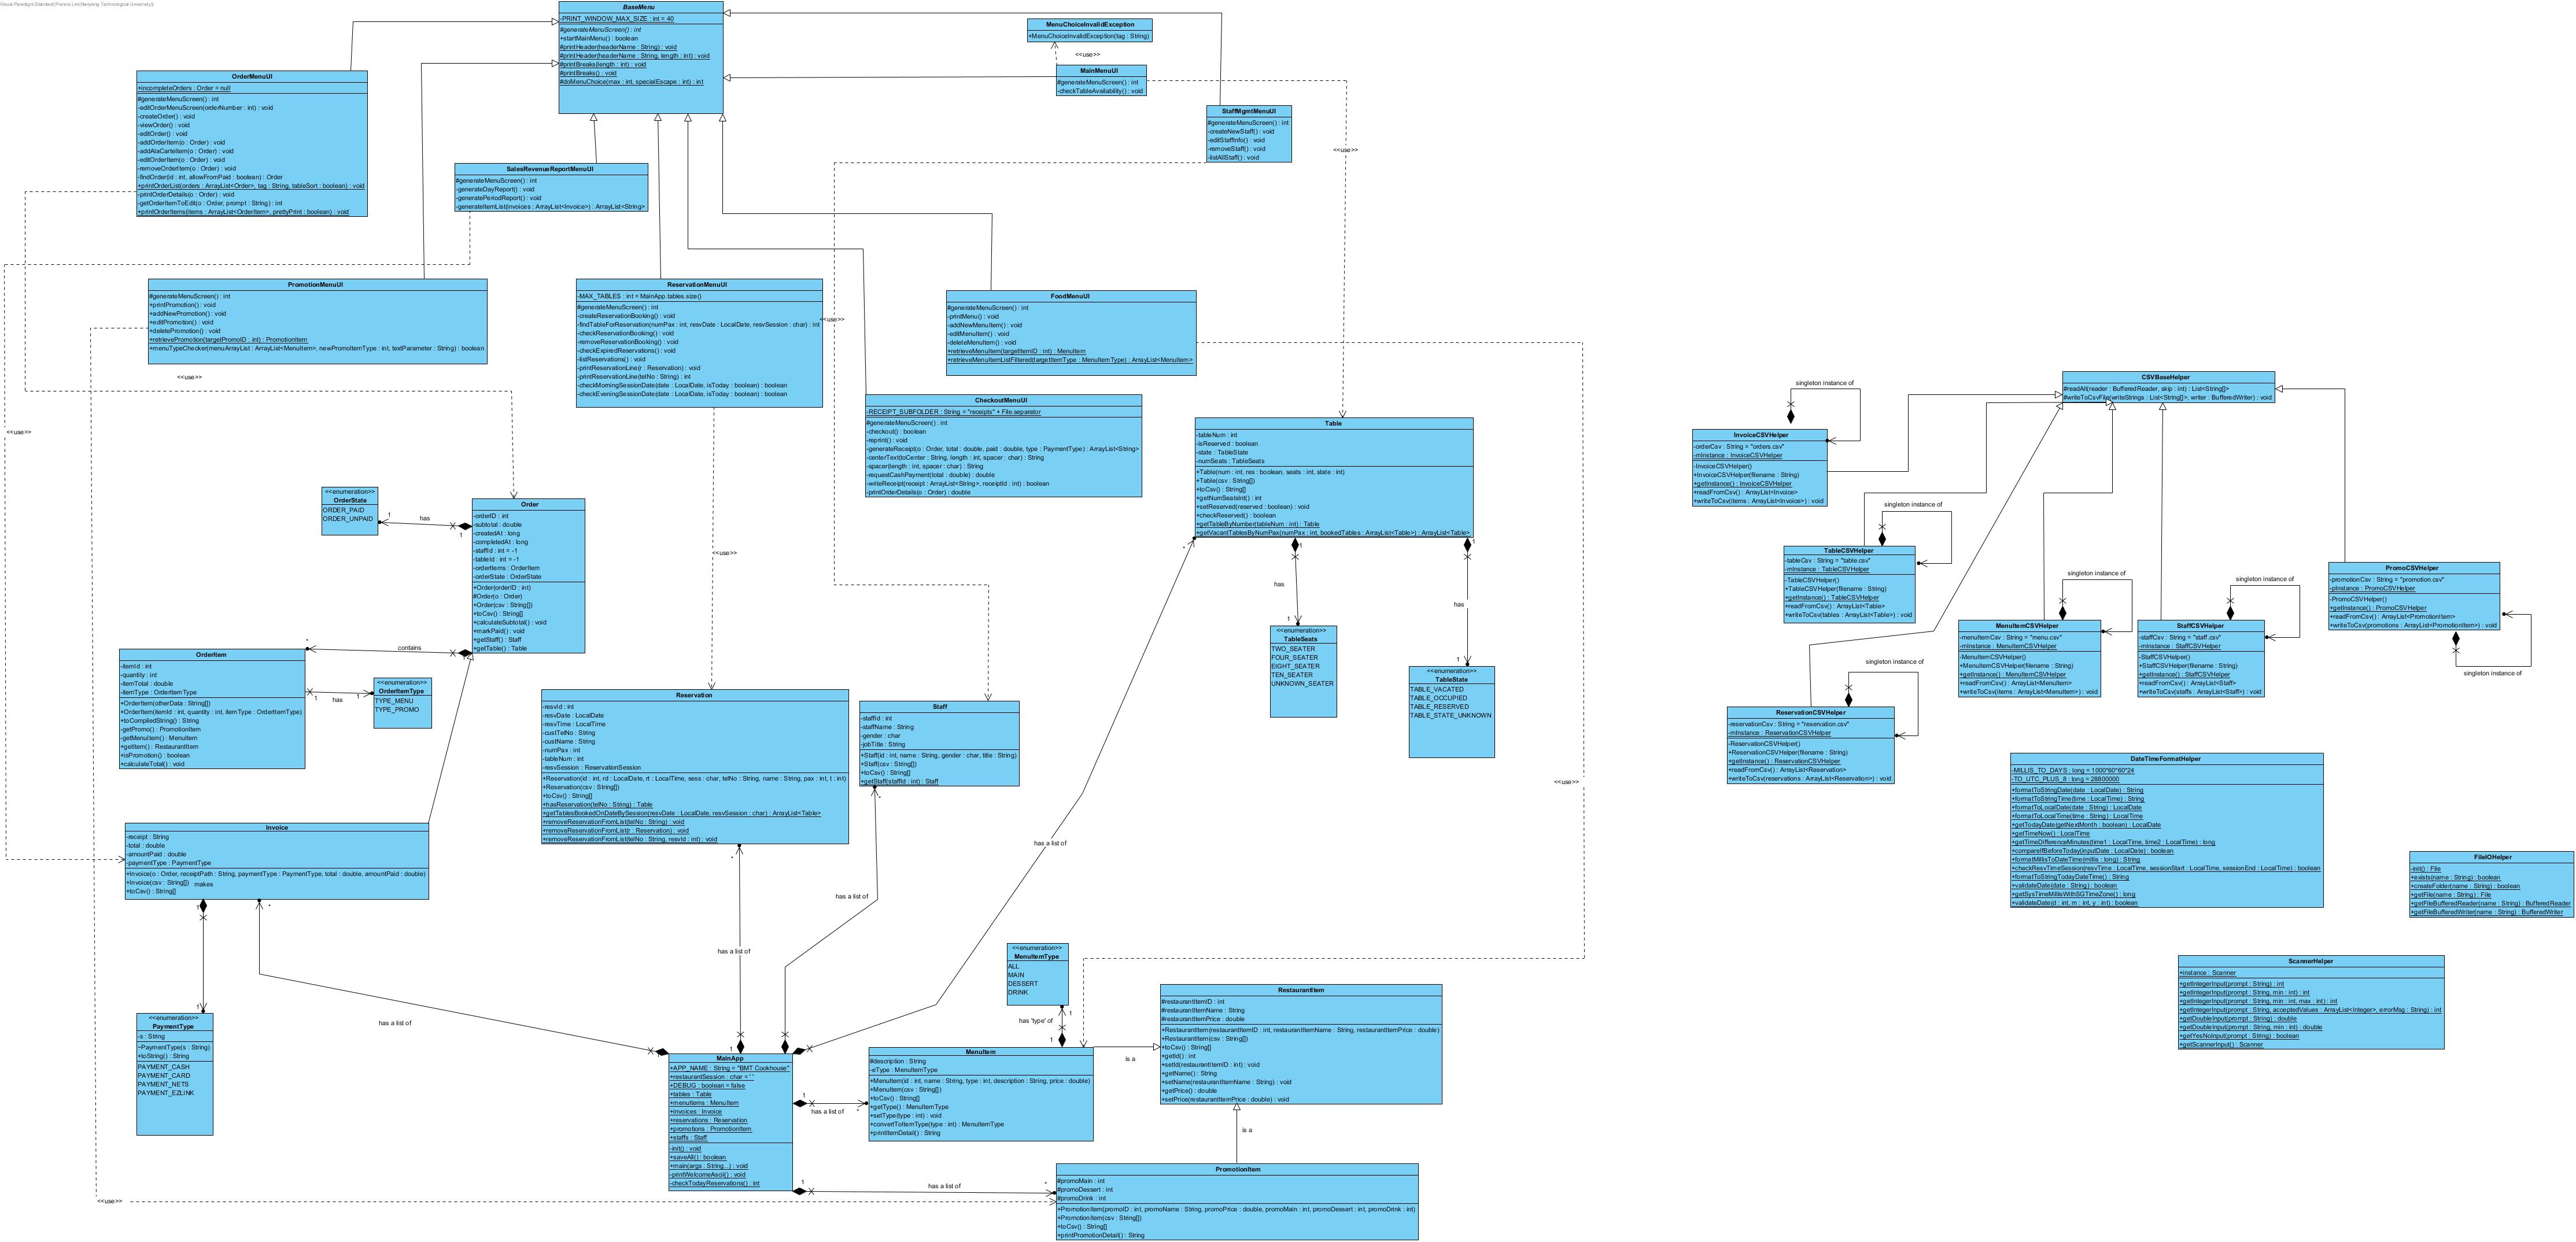 Visual Paradigm Standard(Francis Lim(Nanyang Technological University))
BaseMenu
-PRINT_WINDOW_MAX_SIZE : int = 40
#generateMenuScreen() : int
+startMainMenu() : boolean
#printHeader(headerName : String) : void
#printHeader(headerName : String, length : int) : void
#printBreaks(length : int) : void
#printBreaks() : void
#doMenuChoice(max : int, specialEscape : int) : int
MenuChoiceInvalidException
+MenuChoiceInvalidException(tag : String)
<<use>>
MainMenuUI
#generateMenuScreen() : int
-checkTableAvailability() : void
OrderMenuUI
+incompleteOrders : Order = null
#generateMenuScreen() : int
-editOrderMenuScreen(orderNumber : int) : void
-createOrder() : void
-viewOrder() : void
-editOrder() : void
-addOrderItem(o : Order) : void
-addAlaCarteItem(o : Order) : void
-editOrderItem(o : Order) : void
-removeOrderItem(o : Order) : void
-findOrder(id : int, allowFromPaid : boolean) : Order
+printOrderList(orders : ArrayList<Order>, tag : String, tableSort : boolean) : void
-printOrderDetails(o : Order) : void
-getOrderItemToEdit(o : Order, prompt : String) : int
+printOrderItems(items : ArrayList<OrderItem>, prettyPrint : boolean) : void
StaffMgmtMenuUI
#generateMenuScreen() : int
-createNewStaff() : void
-editStaffInfo() : void
-removeStaff() : void
-listAllStaff() : void
<<use>>
SalesRevenueReportMenuUI
#generateMenuScreen() : int
-generateDayReport() : void
-generatePeriodReport() : void
-generateItemList(invoices : ArrayList<Invoice>) : ArrayList<String>
PromotionMenuUI
#generateMenuScreen() : int
+printPromotion() : void
+addNewPromotion() : void
+editPromotion() : void
+deletePromotion() : void
+retrievePromotion(targetPromoID : int) : PromotionItem
+menuTypeChecker(menuArrayList : ArrayList<MenuItem>, newPromoItemType : int, textParameter : String) : boolean
ReservationMenuUI
-MAX_TABLES : int = MainApp.tables.size()
#generateMenuScreen() : int
-createReservationBooking() : void
-findTableForReservation(numPax : int, resvDate : LocalDate, resvSession : char) : int
-checkReservationBooking() : void
-removeReservationBooking() : void
-checkExpiredReservations() : void
-listReservations() : void
-printReservationLine(r : Reservation) : void
-printReservationLine(telNo : String) : int
-checkMorningSessionDate(date : LocalDate, isToday : boolean) : boolean
-checkEveningSessionDate(date : LocalDate, isToday : boolean) : boolean
<<use>>
FoodMenuUI
#generateMenuScreen() : int
-printMenu() : void
-addNewMenuItem() : void
-editMenuItem() : void
-deleteMenuItem() : void
+retrieveMenuItem(targetItemID : int) : MenuItem
+retrieveMenuItemListFiltered(targetItemType : MenuItemType) : ArrayList<MenuItem>
<<use>>
<<use>>
CheckoutMenuUI
-RECEIPT_SUBFOLDER : String = "receipts" + File.separator
#generateMenuScreen() : int
-checkout() : boolean
-reprint() : void
-generateReceipt(o : Order, total : double, paid : double, type : PaymentType) : ArrayList<String>
-centerText(toCenter : String, length : int, spacer : char) : String
-spacer(length : int, spacer : char) : String
-requestCashPayment(total : double) : double
-writeReceipt(receipt : ArrayList<String>, receiptId : int) : boolean
-printOrderDetails(o : Order) : double
Table
-tableNum : int
-isReserved : boolean
-state : TableState
-numSeats : TableSeats
+Table(num : int, res : boolean, seats : int, state : int)
+Table(csv : String[])
+toCsv() : String[]
+getNumSeatsInt() : int
+setReserved(reserved : boolean) : void
+checkReserved() : boolean
+getTableByNumber(tableNum : int) : Table
+getVacantTablesByNumPax(numPax : int, bookedTables : ArrayList<Table>) : ArrayList<Table>
CSVBaseHelper
#readAll(reader : BufferedReader, skip : int) : List<String[]>
#writeToCsvFile(writeStrings : List<String[]>, writer : BufferedWriter) : void
singleton instance of
InvoiceCSVHelper
-orderCsv : String = "orders.csv"
-mInstance : InvoiceCSVHelper
-InvoiceCSVHelper()
+InvoiceCSVHelper(filename : String)
+getInstance() : InvoiceCSVHelper
+readFromCsv() : ArrayList<Invoice>
+writeToCsv(items : ArrayList<Invoice>) : void
singleton instance of
TableCSVHelper
-tableCsv : String = "table.csv"
-mInstance : TableCSVHelper
-TableCSVHelper()
+TableCSVHelper(filename : String)
+getInstance() : TableCSVHelper
+readFromCsv() : ArrayList<Table>
+writeToCsv(tables : ArrayList<Table>) : void
singleton instance of
MenuItemCSVHelper
-menuItemCsv : String = "menu.csv"
-mInstance : MenuItemCSVHelper
-MenuItemCSVHelper()
+MenuItemCSVHelper(filename : String)
+getInstance() : MenuItemCSVHelper
+readFromCsv() : ArrayList<MenuItem>
+writeToCsv(items : ArrayList<MenuItem>) : void
singleton instance of
StaffCSVHelper
-staffCsv : String = "staff.csv"
-mInstance : StaffCSVHelper
-StaffCSVHelper()
+StaffCSVHelper(filename : String)
+getInstance() : StaffCSVHelper
+readFromCsv() : ArrayList<Staff>
+writeToCsv(staffs : ArrayList<Staff>) : void
PromoCSVHelper
-promotionCsv : String = "promotion.csv"
-pInstance : PromoCSVHelper
-PromoCSVHelper()
+getInstance() : PromoCSVHelper
+readFromCsv() : ArrayList<PromotionItem>
+writeToCsv(promotions : ArrayList<PromotionItem>) : void
singleton instance of
singleton instance of
ReservationCSVHelper
-reservationCsv : String = "reservation.csv"
-mInstance : ReservationCSVHelper
-ReservationCSVHelper()
+ReservationCSVHelper(filename : String)
+getInstance() : ReservationCSVHelper
+readFromCsv() : ArrayList<Reservation>
+writeToCsv(reservations : ArrayList<Reservation>) : void
<<use>>
<<enumeration>>
OrderState
ORDER_PAID
ORDER_UNPAID
1
has
1
Order
-orderID : int
-subtotal : double
-createdAt : long
-completedAt : long
-staffId : int = -1
-tableId : int = -1
-orderItems : OrderItem
-orderState : OrderState
+Order(orderID : int)
#Order(o : Order)
+Order(csv : String[])
+toCsv() : String[]
+calculateSubtotal() : void
+markPaid() : void
+getStaff() : Staff
+getTable() : Table
<<use>>
*
contains
OrderItem
-itemId : int
-quantity : int
-itemTotal : double
-itemType : OrderItemType
+OrderItem(otherData : String[])
+OrderItem(itemId : int, quantity : int, itemType : OrderItemType)
+toCompiledString() : String
-getPromo() : PromotionItem
-getMenuItem() : MenuItem
+getItem() : RestaurantItem
+isPromotion() : boolean
+calculateTotal() : void
1
has
1
<<enumeration>>
OrderItemType
TYPE_MENU
TYPE_PROMO
*
1
1
has
has
1
1
<<enumeration>>
TableSeats
TWO_SEATER
FOUR_SEATER
EIGHT_SEATER
TEN_SEATER
UNKNOWN_SEATER
<<enumeration>>
TableState
TABLE_VACATED
TABLE_OCCUPIED
TABLE_RESERVED
TABLE_STATE_UNKNOWN
Reservation
-resvId : int
-resvDate : LocalDate
-resvTime : LocalTime
-custTelNo : String
-custName : String
-numPax : int
-tableNum : int
-resvSession : ReservationSession
+Reservation(id : int, rd : LocalDate, rt : LocalTime, sess : char, telNo : String, name : String, pax : int, t : int)
+Reservation(csv : String[])
+toCsv() : String[]
+hasReservation(telNo : String) : Table
+getTablesBookedOnDateBySession(resvDate : LocalDate, resvSession : char) : ArrayList<Table>
+removeReservationFromList(telNo : String) : void
+removeReservationFromList(r : Reservation) : void
+removeReservationFromList(telNo : String, resvId : int) : void
Staff
-staffId : int
-staffName : String
-gender : char
-jobTitle : String
+Staff(id : int, name : String, gender : char, title : String)
+Staff(csv : String[])
+toCsv() : String[]
+getStaff(staffId : int) : Staff
<<use>>
DateTimeFormatHelper
-MILLIS_TO_DAYS : long = 1000*60*60*24
-TO_UTC_PLUS_8 : long = 28800000
+formatToStringDate(date : LocalDate) : String
+formatToStringTime(time : LocalTime) : String
+formatToLocalDate(date : String) : LocalDate
+formatToLocalTime(time : String) : LocalTime
+getTodayDate(getNextMonth : boolean) : LocalDate
+getTimeNow() : LocalTime
+getTimeDifferenceMinutes(time1 : LocalTime, time2 : LocalTime) : long
+compareIfBeforeToday(inputDate : LocalDate) : boolean
+formatMillisToDateTime(millis : long) : String
+checkResvTimeSession(resvTime : LocalTime, sessionStart : LocalTime, sessionEnd : LocalTime) : boolean
+formatToStringTodayDateTime() : String
+validateDate(date : String) : boolean
+getSysTimeMillisWithSGTimeZone() : long
+validateDate(d : int, m : int, y : int) : boolean
FileIOHelper
-init() : File
+exists(name : String) : boolean
+createFolder(name : String) : boolean
+getFile(name : String) : File
+getFileBufferedReader(name : String) : BufferedReader
+getFileBufferedWriter(name : String) : BufferedWriter
Invoice
-receipt : String
-total : double
-amountPaid : double
-paymentType : PaymentType
+Invoice(o : Order, receiptPath : String, paymentType : PaymentType, total : double, amountPaid : double)
+Invoice(csv : String[])
makes
+toCsv() : String[]
1
*
*
*
has a list of
has a list of
has a list of
ScannerHelper
+instance : Scanner
+getIntegerInput(prompt : String) : int
+getIntegerInput(prompt : String, min : int) : int
+getIntegerInput(prompt : String, min : int, max : int) : int
+getIntegerInput(prompt : String, acceptedValues : ArrayList<Integer>, errorMsg : String) : int
+getDoubleInput(prompt : String) : double
+getDoubleInput(prompt : String, min : int) : double
+getYesNoInput(prompt : String) : boolean
+getScannerInput() : Scanner
<<enumeration>>
MenuItemType
ALL
MAIN
DESSERT
DRINK
1
has 'type' of
1
RestaurantItem
#restaurantItemID : int
#restaurantItemName : String
#restaurantItemPrice : double
+RestaurantItem(restaurantItemID : int, restaurantItemName : String, restaurantItemPrice : double)
+RestaurantItem(csv : String[])
+toCsv() : String[]
+getId() : int
+setId(restaurantItemID : int) : void
+getName() : String
+setName(restaurantItemName : String) : void
+getPrice() : double
+setPrice(restaurantItemPrice : double) : void
1
<<enumeration>>
PaymentType
-s : String
~PaymentType(s : String)
+toString() : String
PAYMENT_CASH
PAYMENT_CARD
PAYMENT_NETS
PAYMENT_EZLINK
has a list of
1
MainApp
+APP_NAME : String = "BMT Cookhouse"
+restaurantSession : char = ' '
+DEBUG : boolean = false
+tables : Table
+menuItems : MenuItem
+invoices : Invoice
+reservations : Reservation
+promotions : PromotionItem
+staffs : Staff
-init() : void
+saveAll() : boolean
+main(args : String...) : void
-printWelcomeAscii() : void
-checkTodayReservations() : int
1
has a list of
*
MenuItem
#description : String
-eType : MenuItemType
+MenuItem(id : int, name : String, type : int, description : String, price : double)
+MenuItem(csv : String[])
+toCsv() : String[]
+getType() : MenuItemType
+setType(type : int) : void
+convertToItemType(type : int) : MenuItemType
+printItemDetail() : String
is a
is a
1
has a list of
*
<<use>>
PromotionItem
#promoMain : int
#promoDessert : int
#promoDrink : int
+PromotionItem(promoID : int, promoName : String, promoPrice : double, promoMain : int, promoDessert : int, promoDrink : int)
+PromotionItem(csv : String[])
+toCsv() : String[]
+printPromotionDetail() : String